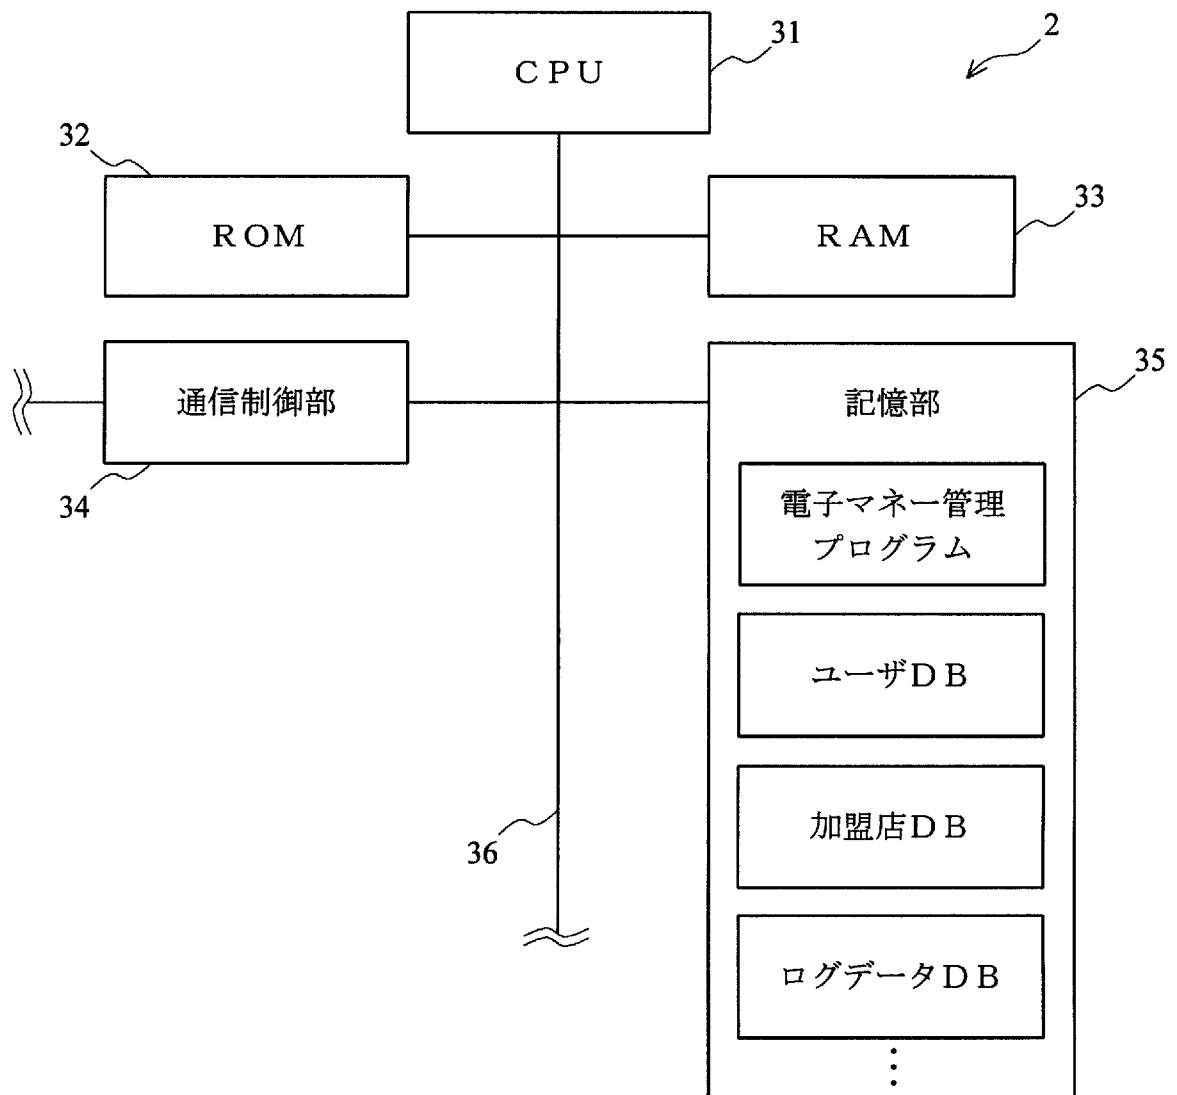 31
2
ＣＰＵ
32
ＲＯＭ
33
ＲＡＭ
34
通信制御部
35
記憶部
電子マネー管理
プログラム
ユーザＤＢ
加盟店ＤＢ
36
ログデータＤＢ
⋮